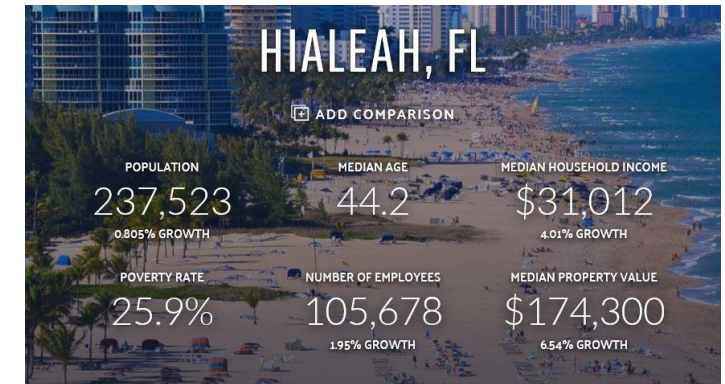 HIALEAH, FL
ADD COMPARISON
POPULATION
237,523
0.805% GROWTH
MEDIAN AGE
44.2
MEDIAN HOUSEHOLD INCOME
$31,012
4.01% GROWTH
POVERTY RATE
25.9%
NUMBER OF EMPLOYEES
105,678
1.95% GROWTH
MEDIAN PROPERTY VALUE
$174,300
6.54% GROWTH